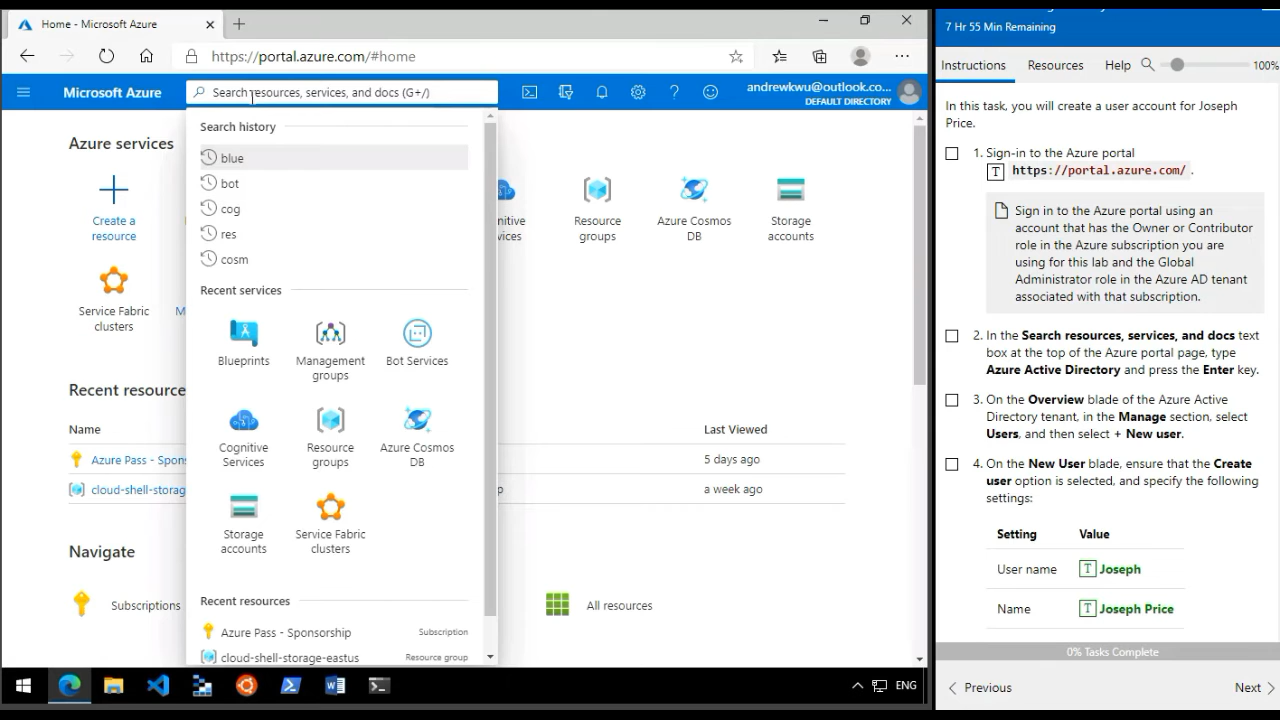 Home - Microsoft Azure
7 Hr 55 Min Remaining
https://portal.azure.com/#home
Instructions
Resources
Help
100%
Microsoft Azure
Search resources, services, and docs (G+/)
andrewkwu@outlook.co...
DEFAULT DIRECTORY
Azure services
Create a
resource
Service Fabric
clusters
M
Search history
blue
bot
cog
res
cosm
Recent services
Blueprints
Management
groups
Bot Services
Cognitive
Services
Resource
groups
Azure Cosmos
DB
Storage
accounts
Service Fabric
clusters
Recent resources
Azure Pass - Sponsorship
Subscription
cloud-shell-storage-eastus
Resource group
nitive
vices
Resource
groups
Azure Cosmos
DB
Storage
accounts
Recent resource
Name
Last Viewed
Azure Pass - Spons
5 days ago
cloud-shell-storag
p
a week ago
Navigate
Subscriptions
All resources
ENG
In this task, you will create a user account for Joseph
Price.
1. Sign-in to the Azure portal
T https://portal.azure.com/ .
Sign in to the Azure portal using an
account that has the Owner or Contributor
role in the Azure subscription you are
using for this lab and the Global
Administrator role in the Azure AD tenant
associated with that subscription.
2. In the Search resources, services, and docs text
box at the top of the Azure portal page, type
Azure Active Directory and press the Enter key.
3. On the Overview blade of the Azure Active
Directory tenant, in the Manage section, select
Users, and then select + New user.
4. On the New User blade, ensure that the Create
user option is selected, and specify the following
settings:
Setting Value
User name T Joseph
Name T Joseph Price
0% Tasks Complete
Previous
Next